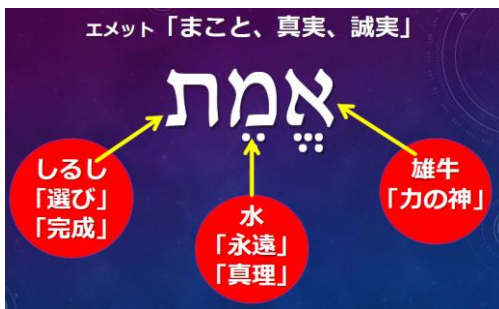 エメット「まこと、真実、誠実」
אֱמֶת
しるし
「選び」
「完成」
水
「永遠」
「真理」
雄牛
「力の神」